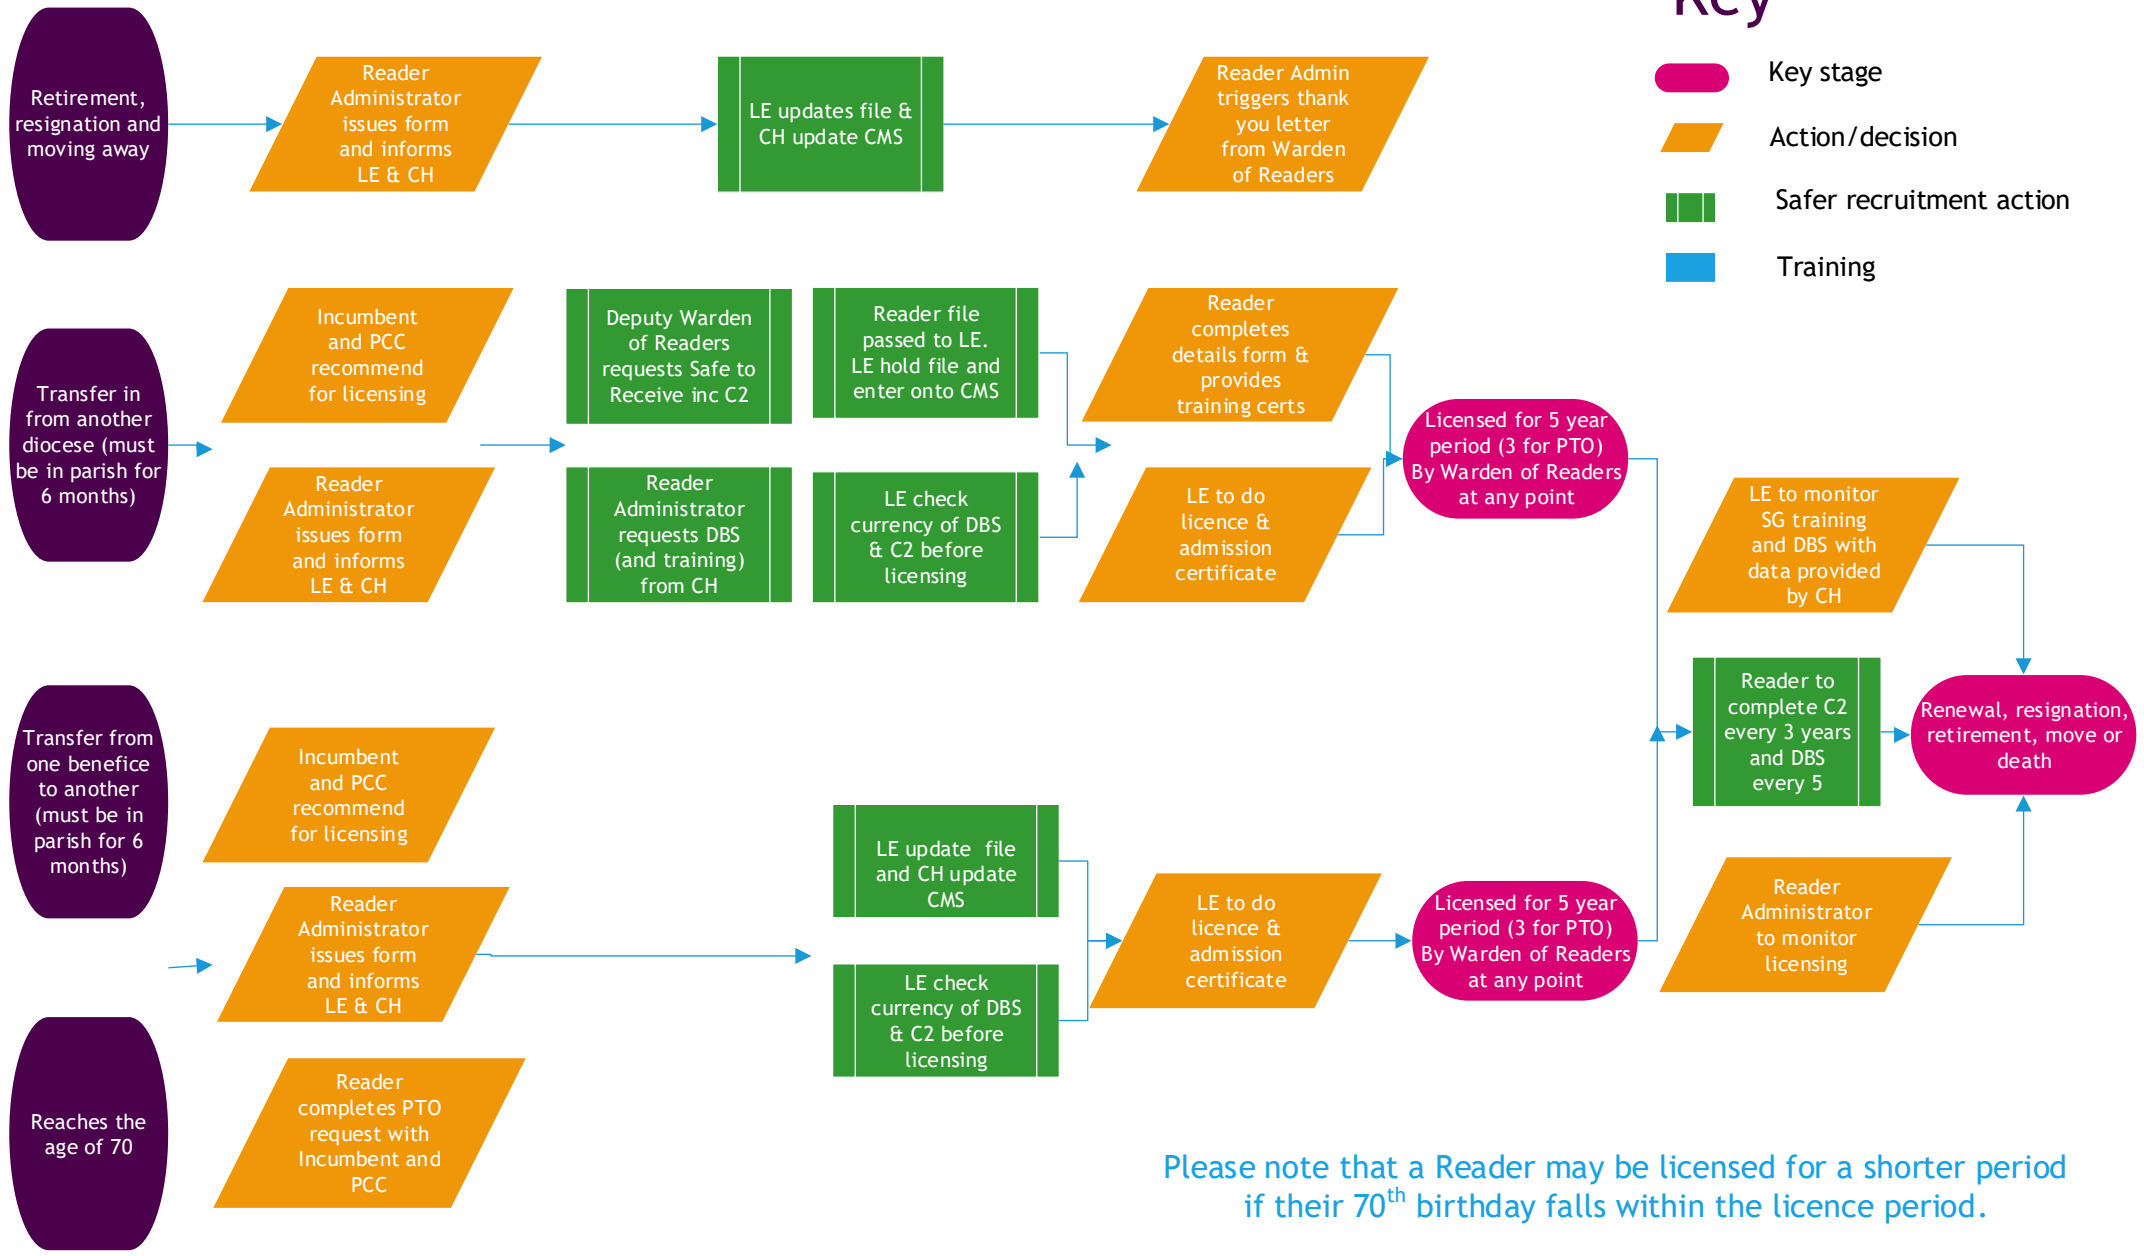 Key
Key stage
Action/decision
Safer recruitment action
Training
Retirement,
resignation and
moving away
Reader
Administrator
issues form
and informs
LE & CH
LE updates file &
CH update CMS
Reader Admin
triggers thank
you letter
from Warden
of Readers
Transfer in
from another
diocese (must
be in parish for
6 months)
Incumbent
and PCC
recommend
for licensing
Reader
Administrator
issues form
and informs
LE & CH
Deputy Warden
of Readers
requests Safe to
Receive inc C2
Reader
Administrator
requests DBS
(and training)
from CH
Reader file
passed to LE.
LE hold file and
enter onto CMS
LE check
currency of DBS
& C2 before
licensing
Reader
completes
details form &
provides
training certs
LE to do
licence &
admission
certificate
Licensed for 5 year
period (3 for PTO)
By Warden of Readers
at any point
LE to monitor
SG training
and DBS with
data provided
by CH
Reader to
complete C2
every 3 years
and DBS
every 5
Renewal, resignation,
retirement, move or
death
Reader
Administrator
to monitor
licensing
Transfer from
one benefice
to another
(must be in
parish for 6
months)
Incumbent
and PCC
recommend
for licensing
Reader
Administrator
issues form
and informs
LE & CH
LE update file
and CH update
CMS
LE check
currency of DBS
& C2 before
licensing
LE to do
licence &
admission
certificate
Licensed for 5 year
period (3 for PTO)
By Warden of Readers
at any point
Reaches the
age of 70
Reader
completes PTO
request with
Incumbent and
PCC
Please note that a Reader may be licensed for a shorter period
if their 70th birthday falls within the licence period.